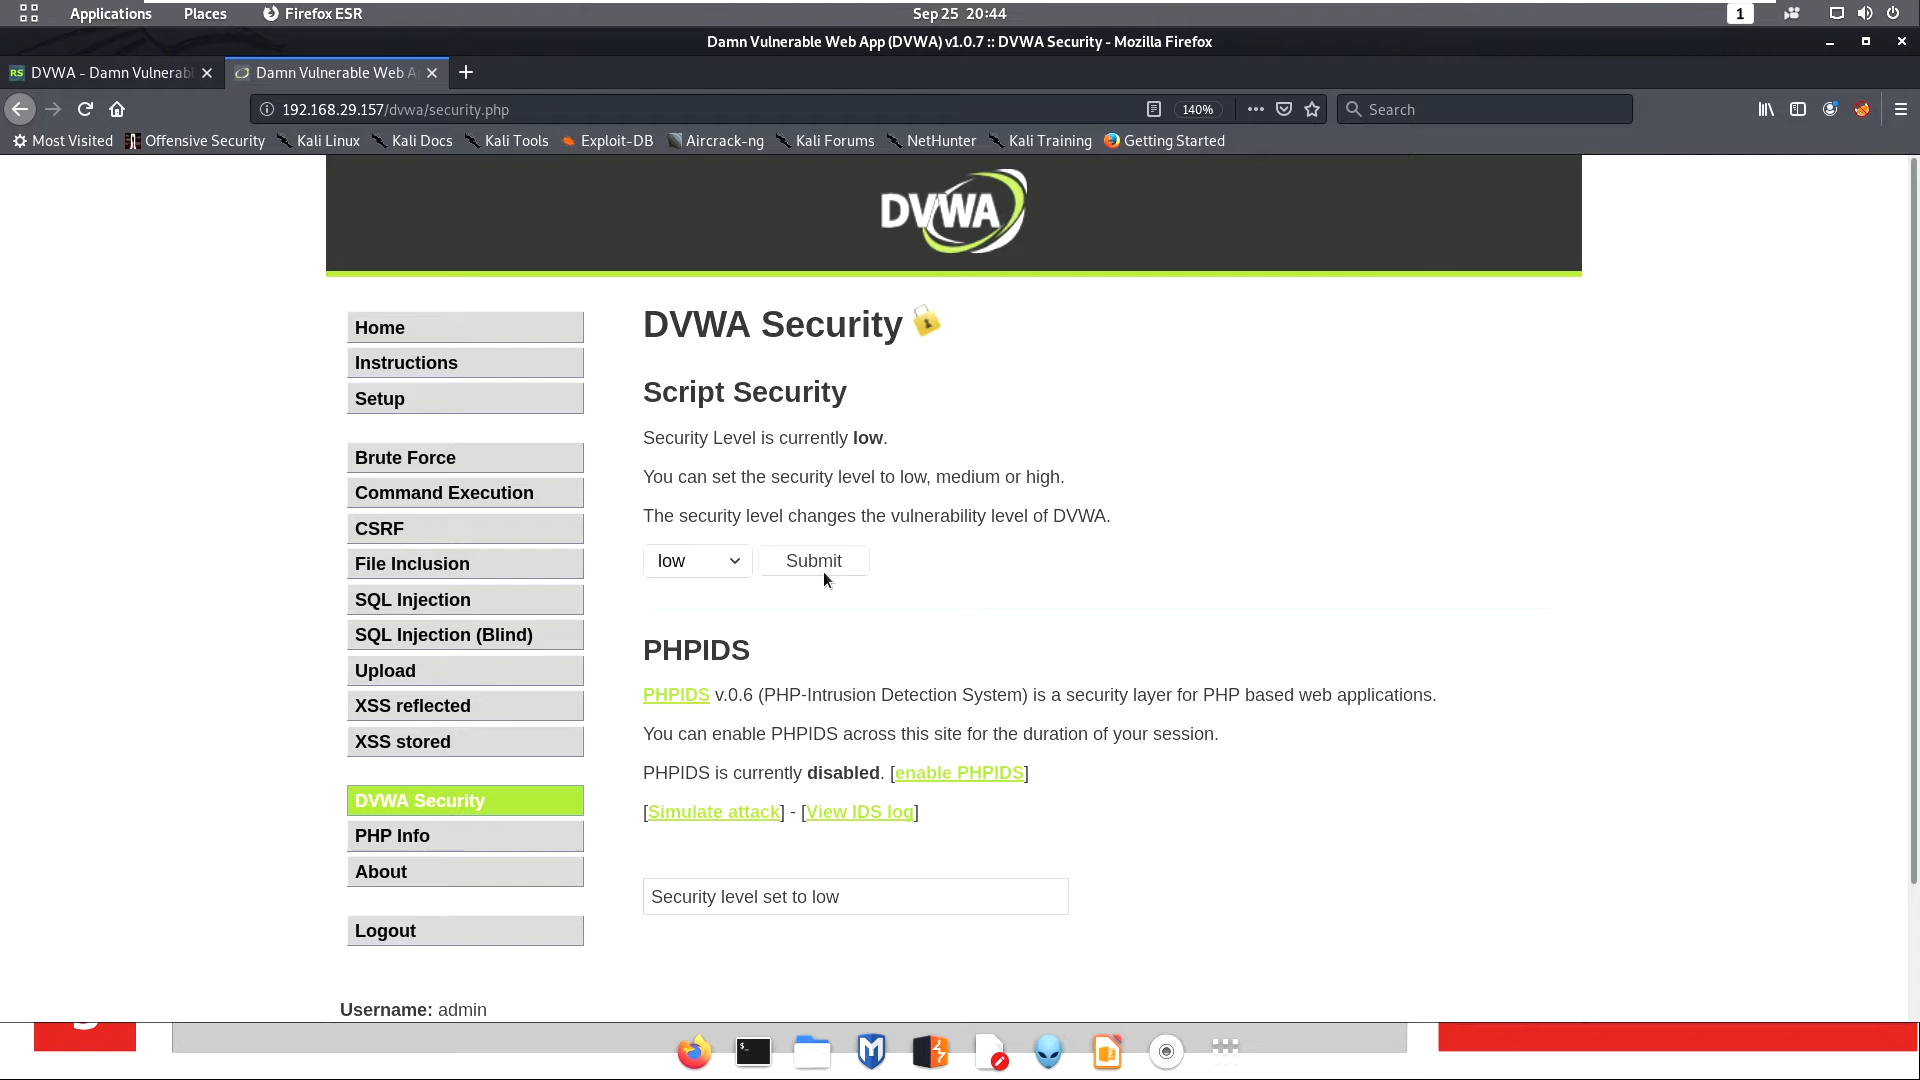 Applications Places Firefox ESR Sep 25 20:44 1
Damn Vulnerable Web App (DVWA) v1.0.7 :: DVWA Security - Mozilla Firefox
RS DVWA - Damn Vulnerabl Damn Vulnerable Web A
192.168.29.157/dvwa/security.php 140% Search
Most Visited Offensive Security Kali Linux Kali Docs Kali Tools Exploit-DB Aircrack-ng Kali Forums NetHunter Kali Training Getting Started
DVWA
Home
Instructions
Setup
Brute Force
Command Execution
CSRF
File Inclusion
SQL Injection
SQL Injection (Blind)
Upload
XSS reflected
XSS stored
DVWA Security
PHP Info
About
Logout
Username: admin
DVWA Security
Script Security
Security Level is currently low.
You can set the security level to low, medium or high.
The security level changes the vulnerability level of DVWA.
low Submit
PHPIDS
PHPIDS v.0.6 (PHP-Intrusion Detection System) is a security layer for PHP based web applications.
You can enable PHPIDS across this site for the duration of your session.
PHPIDS is currently disabled. [enable PHPIDS]
[Simulate attack] - [View IDS log]
Security level set to low